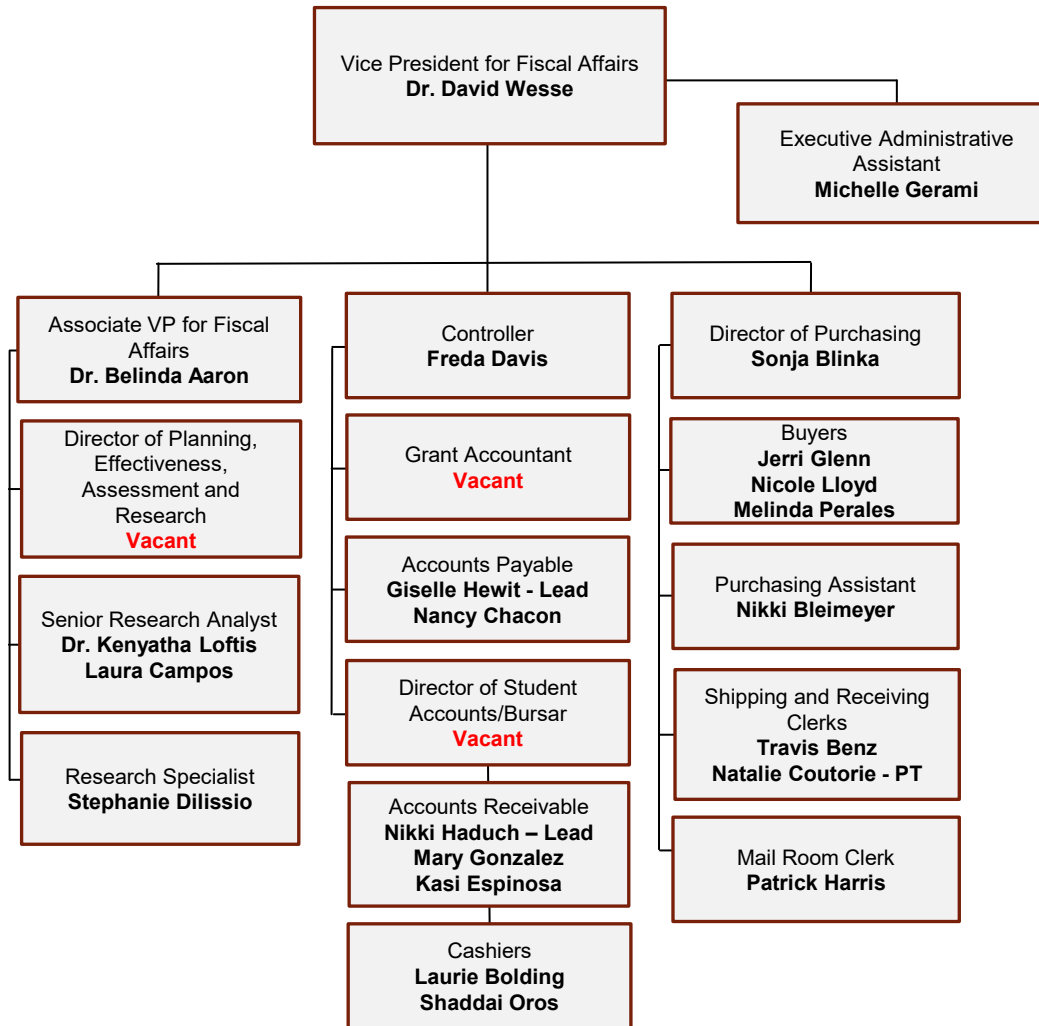 Vice President for Fiscal Affairs
Dr. David Wesse
Executive Administrative
Assistant
Michelle Gerami
Associate VP for Fiscal
Affairs
Dr. Belinda Aaron
Director of Planning,
Effectiveness,
Assessment and
Research
Vacant
Senior Research Analyst
Dr. Kenyatha Loftis
Laura Campos
Research Specialist
Stephanie Dilissio
Controller
Freda Davis
Grant Accountant
Vacant
Accounts Payable
Giselle Hewit - Lead
Nancy Chacon
Director of Student
Accounts/Bursar
Vacant
Accounts Receivable
Nikki Haduch – Lead
Mary Gonzalez
Kasi Espinosa
Cashiers
Laurie Bolding
Shaddai Oros
Director of Purchasing
Sonja Blinka
Buyers
Jerri Glenn
Nicole Lloyd
Melinda Perales
Purchasing Assistant
Nikki Bleimeyer
Shipping and Receiving
Clerks
Travis Benz
Natalie Coutorie - PT
Mail Room Clerk
Patrick Harris